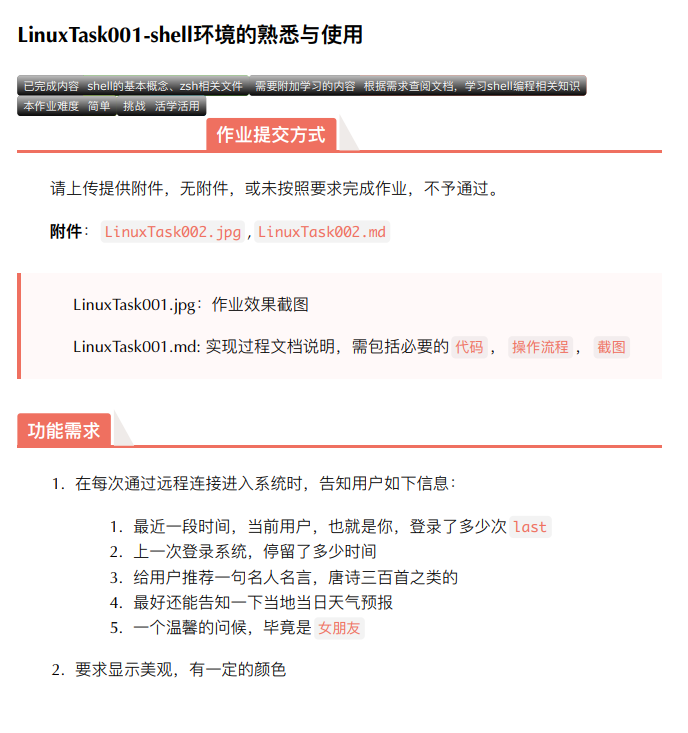 LinuxTask001-shell环境的熟悉与使用
已完成内容 shell的基本概念、zsh相关文件 需要附加学习的内容 根据需求查阅文档，学习shell编程相关知识
本作业难度 简单 挑战 活学活用
作业提交方式
请上传提供附件，无附件，或未按照要求完成作业，不予通过。
附件： LinuxTask002.jpg , LinuxTask002.md
LinuxTask001.jpg：作业效果截图
LinuxTask001.md: 实现过程文档说明，需包括必要的 代码 ， 操作流程 ， 截图
功能需求
1. 在每次通过远程连接进入系统时，告知用户如下信息：
1. 最近一段时间，当前用户，也就是你，登录了多少次 last
2. 上一次登录系统，停留了多少时间
3. 给用户推荐一句名人名言，唐诗三百首之类的
4. 最好还能告知一下当地当日天气预报
5. 一个温馨的问候，毕竟是 女朋友
2. 要求显示美观，有一定的颜色